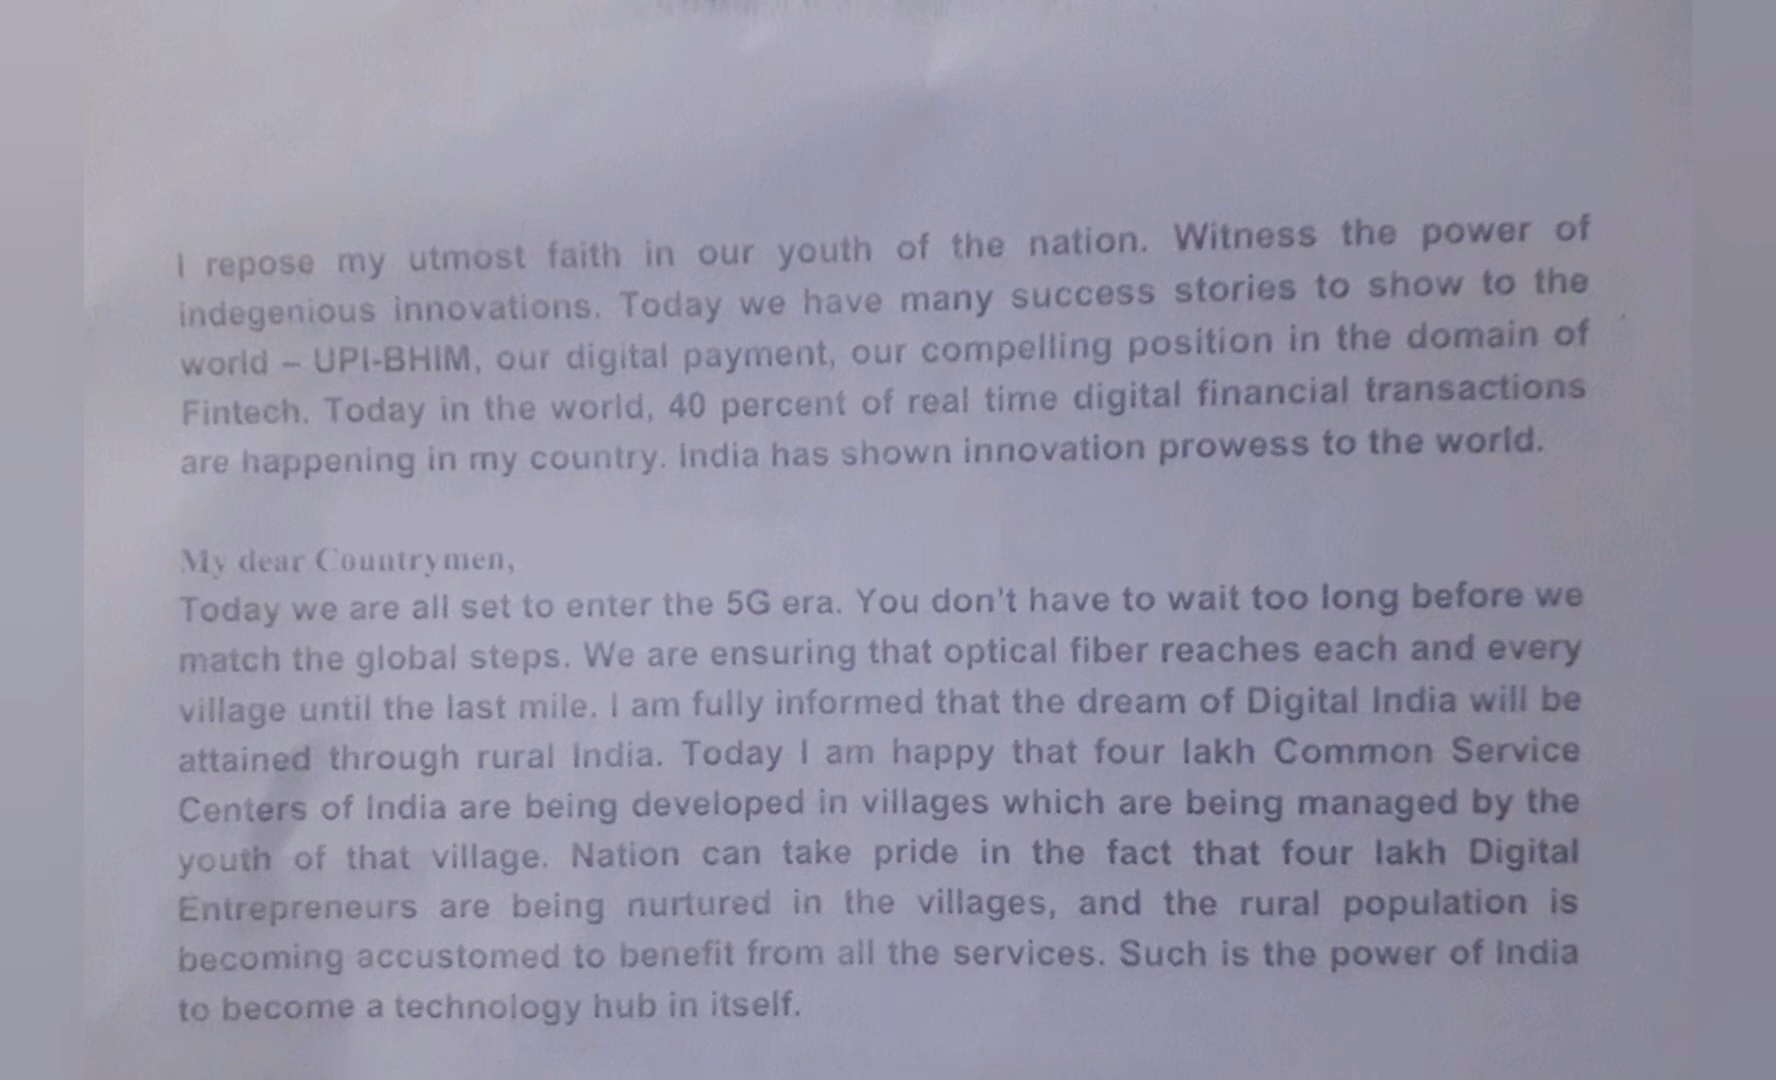 I repose my utmost faith in our youth of the nation. Witness the power of
indegenious innovations. Today we have many success stories to show to the
world – UPI-BHIM, our digital payment, our compelling position in the domain of
Fintech. Today in the world, 40 percent of real time digital financial transactions
are happening in my country. India has shown innovation prowess to the world.
My dear Countrymen,
Today we are all set to enter the 5G era. You don't have to wait too long before we
match the global steps. We are ensuring that optical fiber reaches each and every
village until the last mile. I am fully informed that the dream of Digital India will be
attained through rural India. Today I am happy that four lakh Common Service
Centers of India are being developed in villages which are being managed by the
youth of that village. Nation can take pride in the fact that four lakh Digital
Entrepreneurs are being nurtured in the villages, and the rural population is
becoming accustomed to benefit from all the services. Such is the power of India
to become a technology hub in itself.